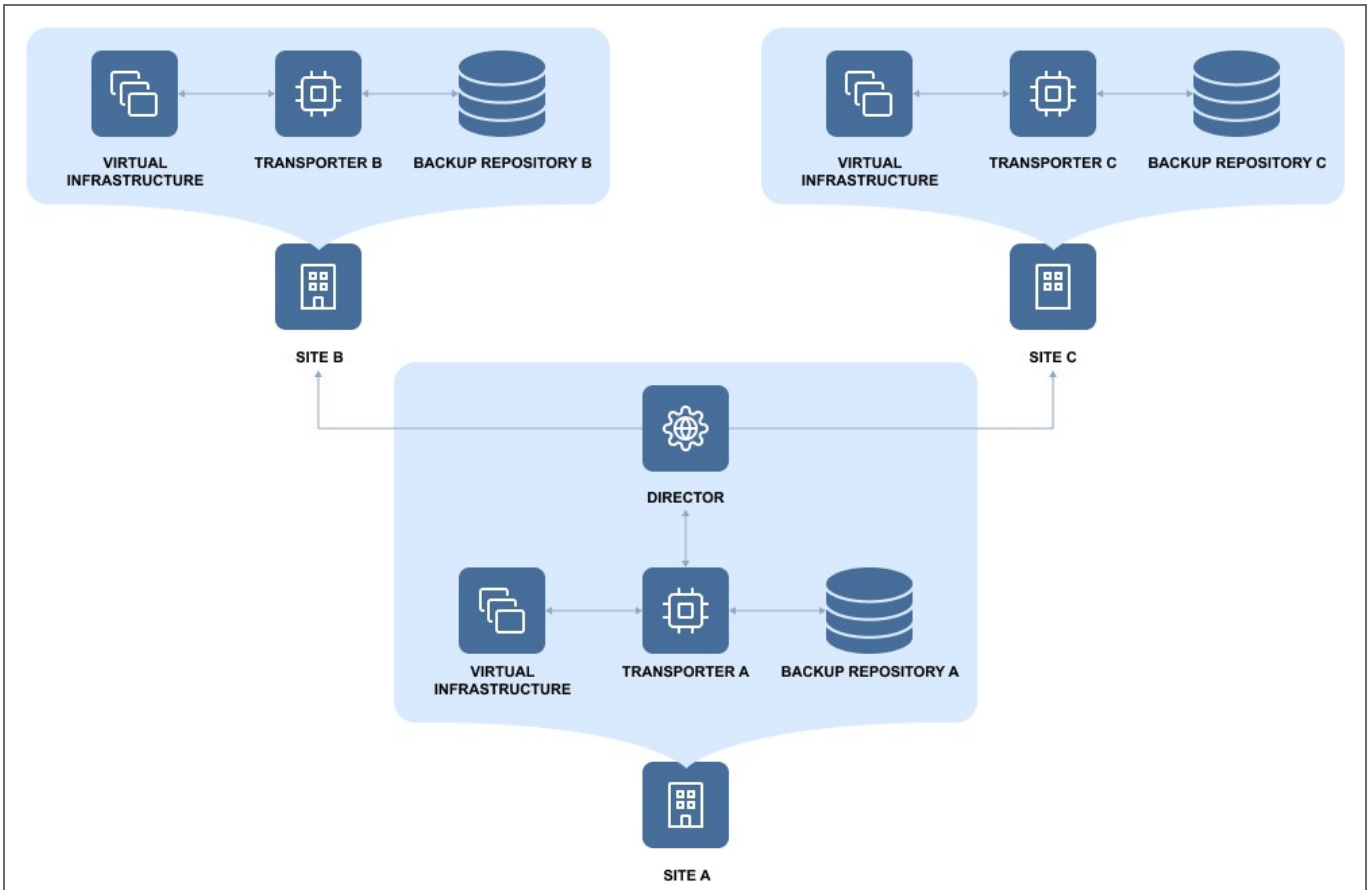 VIRTUAL
INFRASTRUCTURE
TRANSPORTER B
BACKUP REPOSITORY B
VIRTUAL
INFRASTRUCTURE
TRANSPORTER C
BACKUP REPOSITORY C
SITE B
SITE C
DIRECTOR
VIRTUAL
INFRASTRUCTURE
TRANSPORTER A
BACKUP REPOSITORY A
SITE A